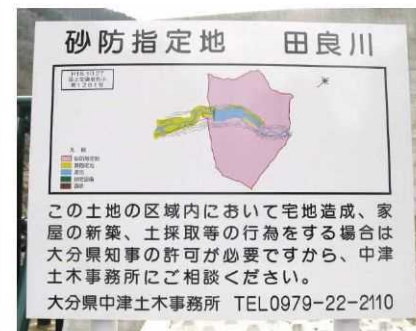 砂防指定地 田良川
この土地の区域内において宅地造成、家
屋の新築、土採取等の行為をする場合は
大分県知事の許可が必要ですから、中津
土木事務所にご相談ください。
大分県中津土木事務所 TEL0979-22-2110